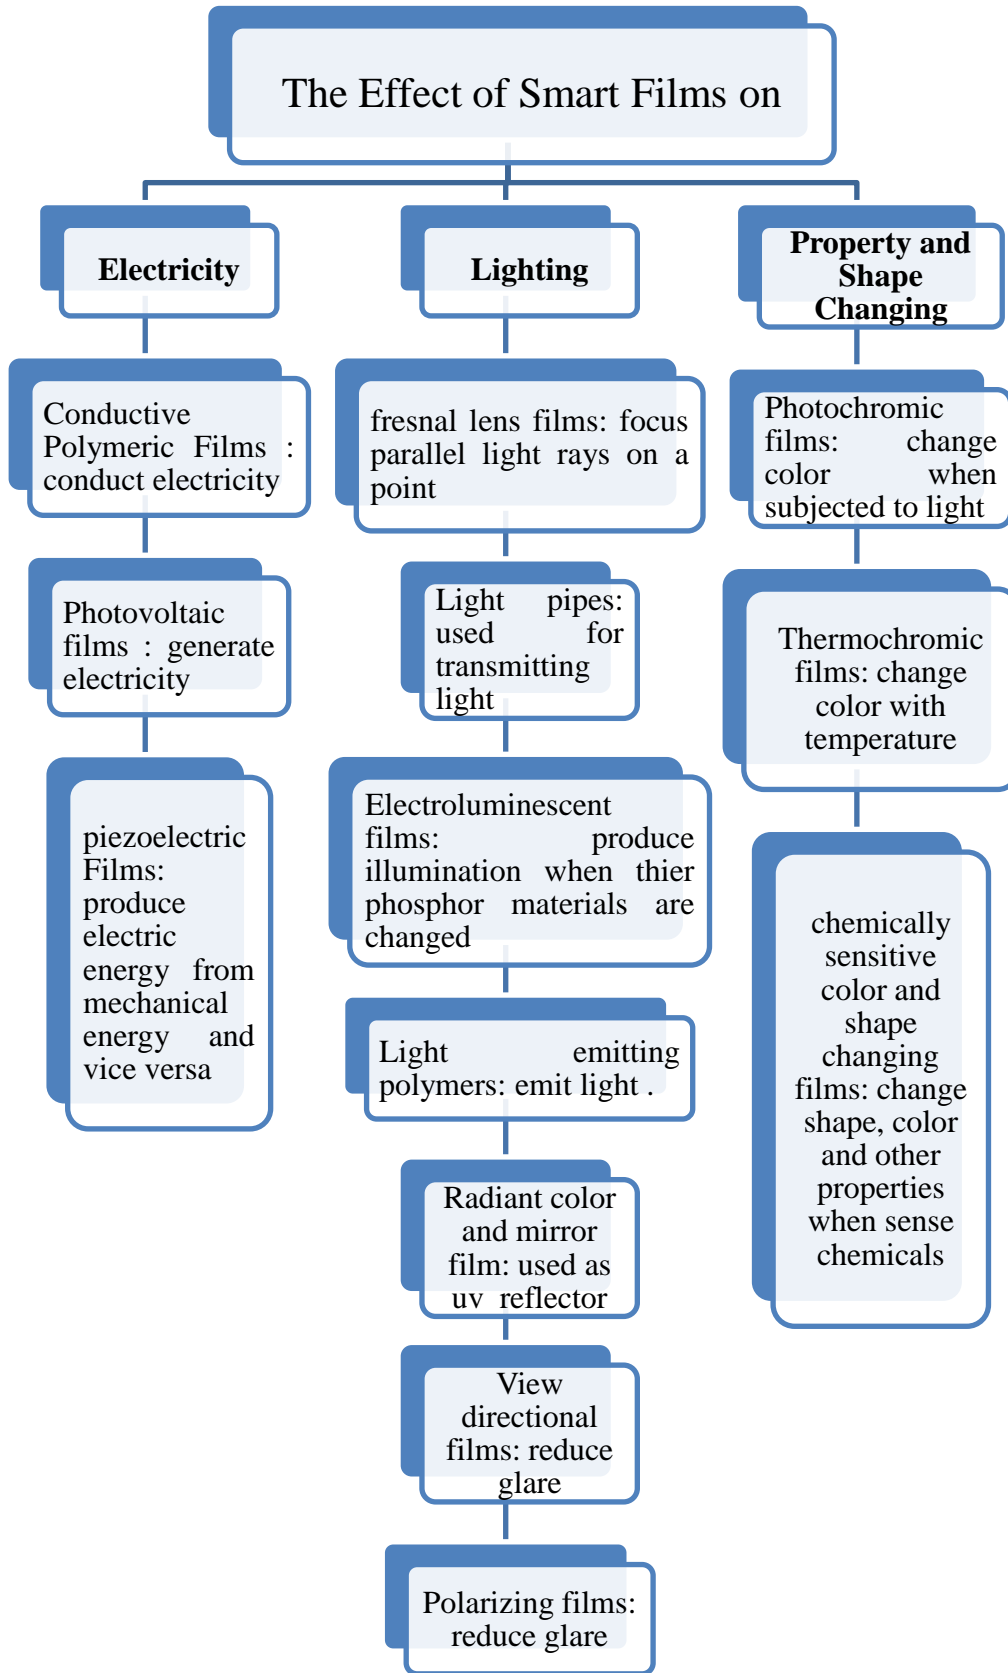 The Effect of Smart Films on
Electricity
Conductive
Polymeric Films :
conduct electricity
Photovoltaic
films : generate
electricity
piezoelectric
Films:
produce
electric
energy from
mechanical
energy and
vice versa
Lighting
fresnal lens films: focus
parallel light rays on a
point
Light pipes:
used for
transmitting
light
Electroluminescent
films: produce
illumination when thier
phosphor materials are
changed
Light emitting
polymers: emit light .
Radiant color
and mirror
film: used as
uv reflector
View
directional
films: reduce
glare
Polarizing films:
reduce glare
Property and
Shape
Changing
Photochromic
films: change
color when
subjected to light
Thermochromic
films: change
color with
temperature
chemically
sensitive
color and
shape
changing
films: change
shape, color
and other
properties
when sense
chemicals